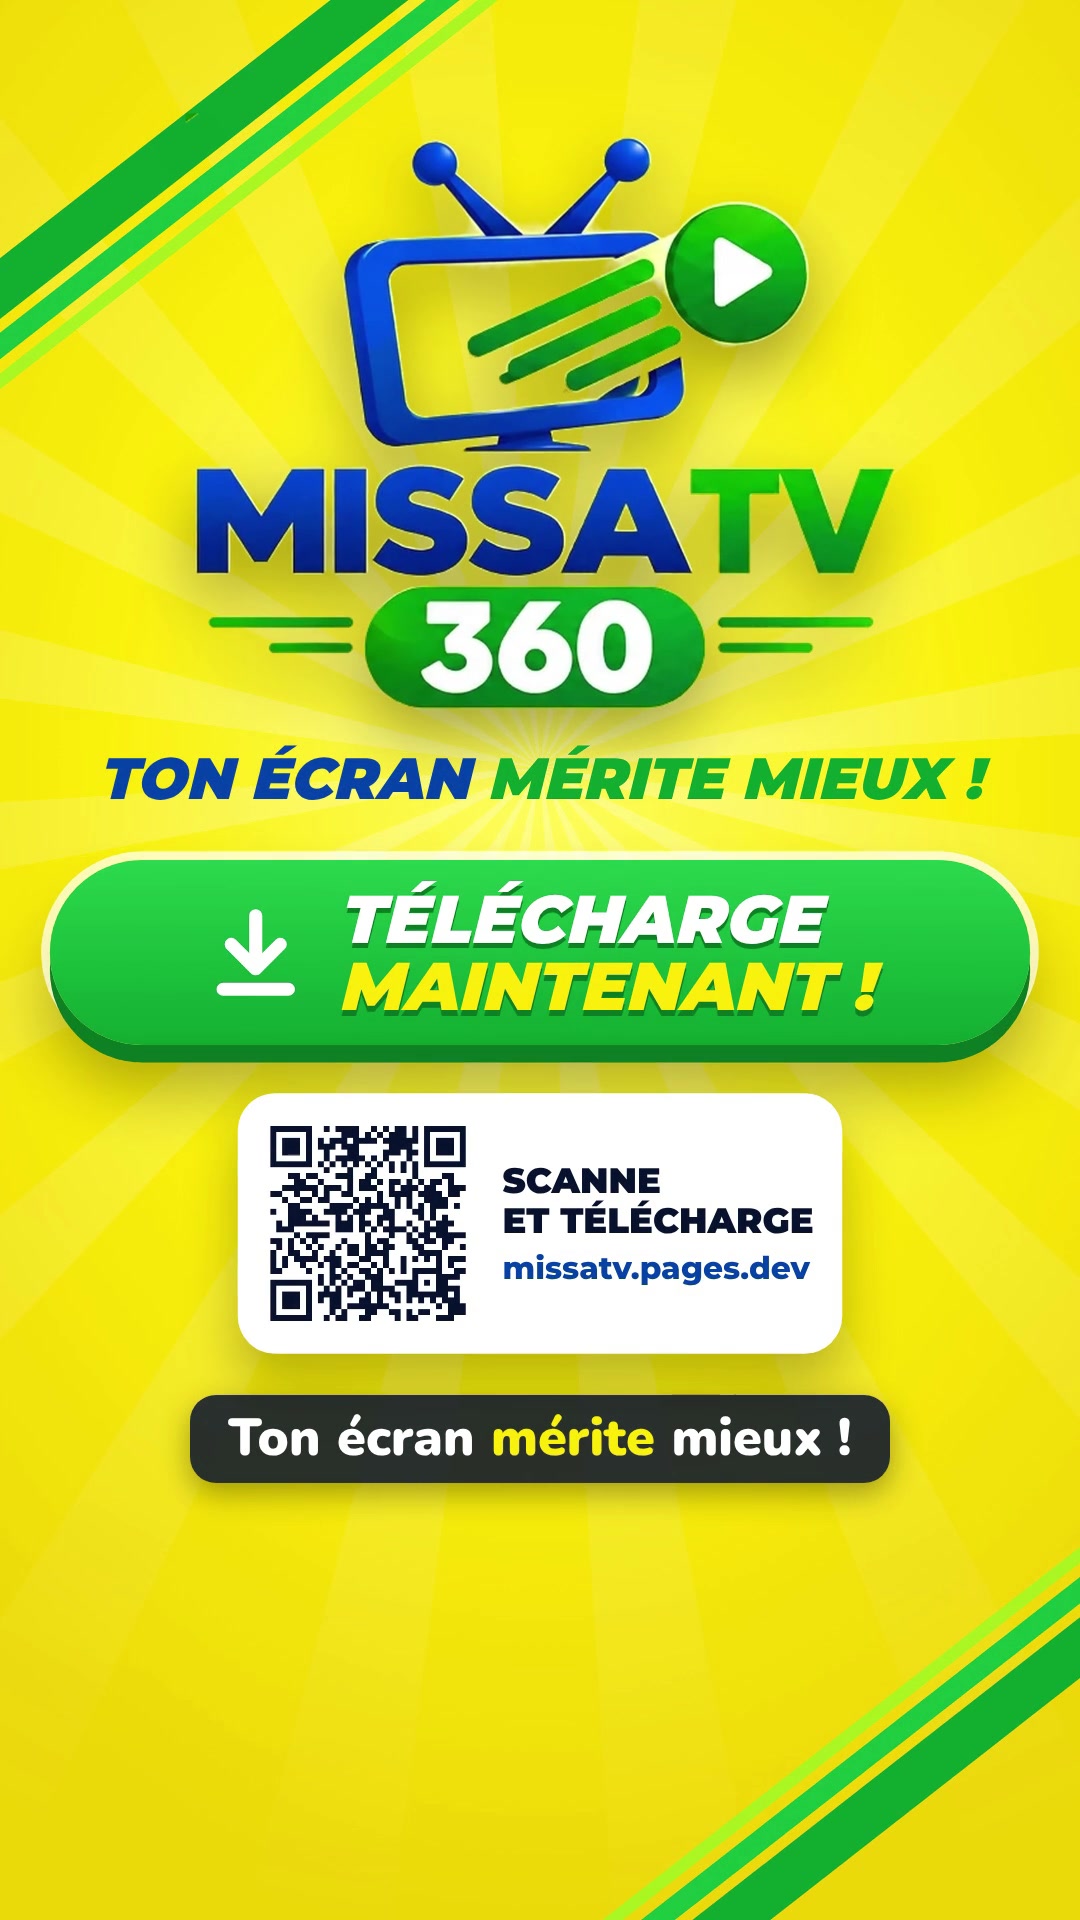 MISSATV
360
TON ÉCRAN MÉRITE MIEUX !
TÉLÉCHARGE
MAINTENANT !
SCANNE
ET TÉLÉCHARGE
missatv.pages.dev
Ton écran mérite mieux !